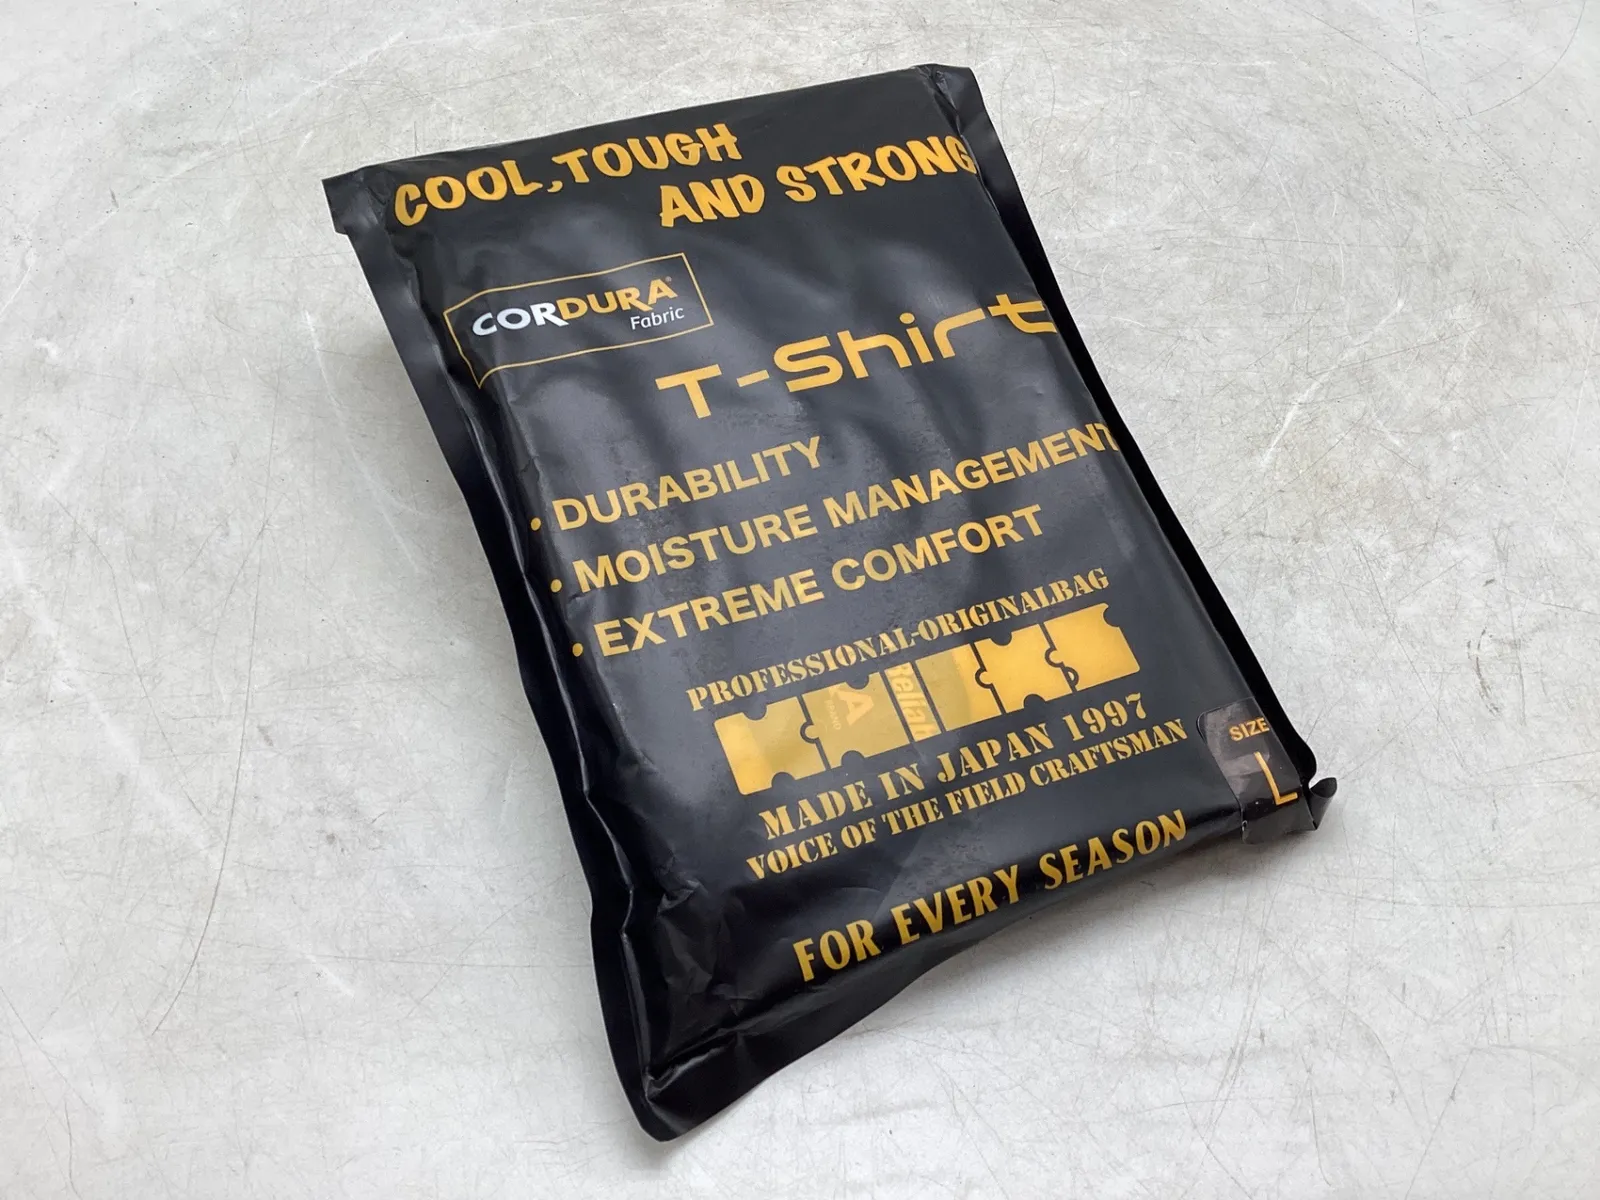 COOL,TOUGH
AND STRONG
CORDURA®
Fabric
T-Shirt
• DURABILITY
• MOISTURE MANAGEMENT
• EXTREME COMFORT
PROFESSIONAL-ORIGINALBAG
A
MADE IN JAPAN 1997
VOICE OF THE FIELD CRAFTSMAN
SIZE
L
FOR EVERY SEASON